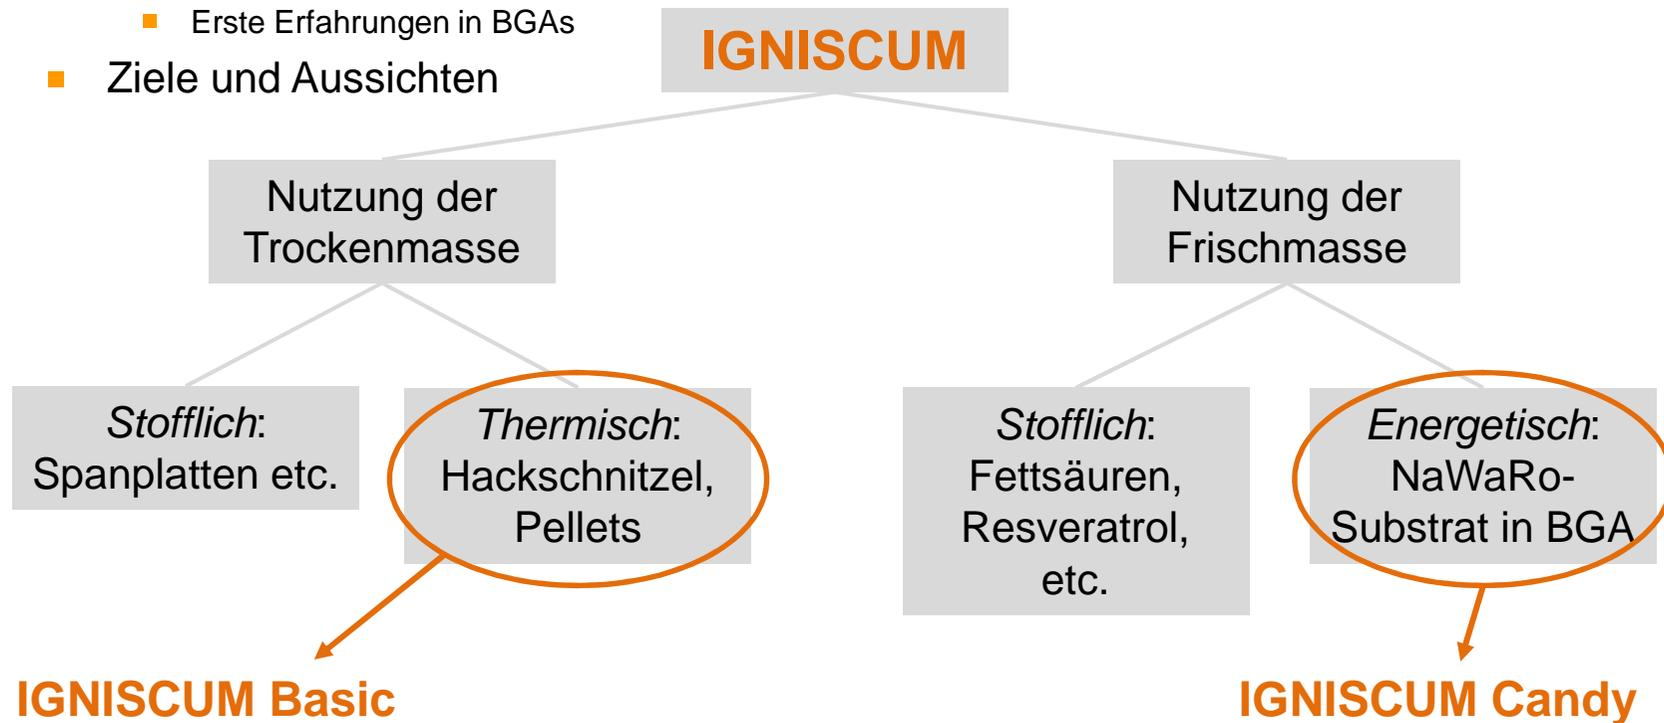 Erste Erfahrungen in BGAs
Ziele und Aussichten
IGNISCUM
Nutzung der
Trockenmasse
Nutzung der
Frischmasse
Stofflich:
Spanplatten etc.
Thermisch:
Hackschnitzel,
Pellets
Stofflich:
Fettsäuren,
Resveratrol,
etc.
Energetisch:
NaWaRo-
Substrat in BGA
IGNISCUM Basic
IGNISCUM Candy